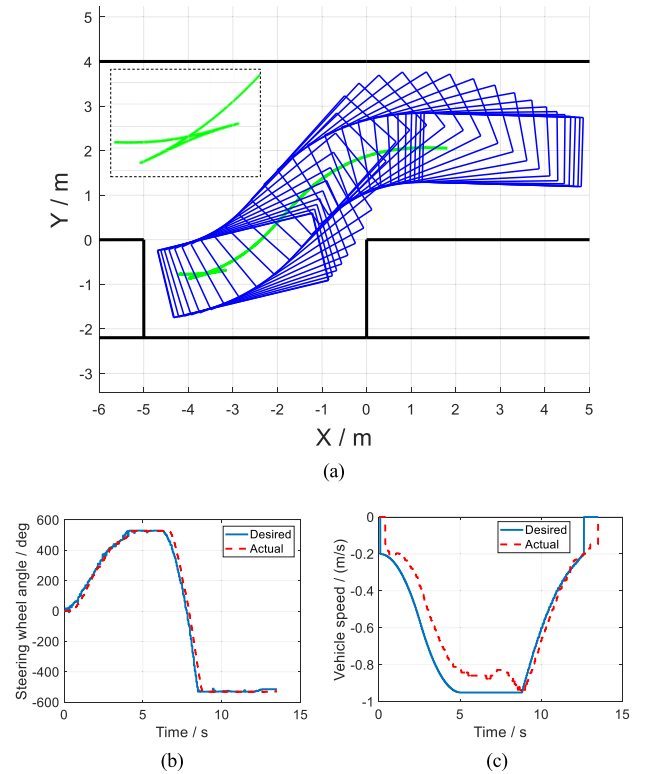 5
4
3
2
1
0
-1
-2
-3
Y / m
-6 -5 -4 -3 -2 -1 0 1 2 3 4 5
X / m
(a)
600
400
200
0
-200
-400
-600
Steering wheel angle / deg
Desired
Actual
0 5 10 15
Time / s
(b)
0
-0.2
-0.4
-0.6
-0.8
-1
Vehicle speed / (m/s)
Desired
Actual
0 5 10 15
Time / s
(c)